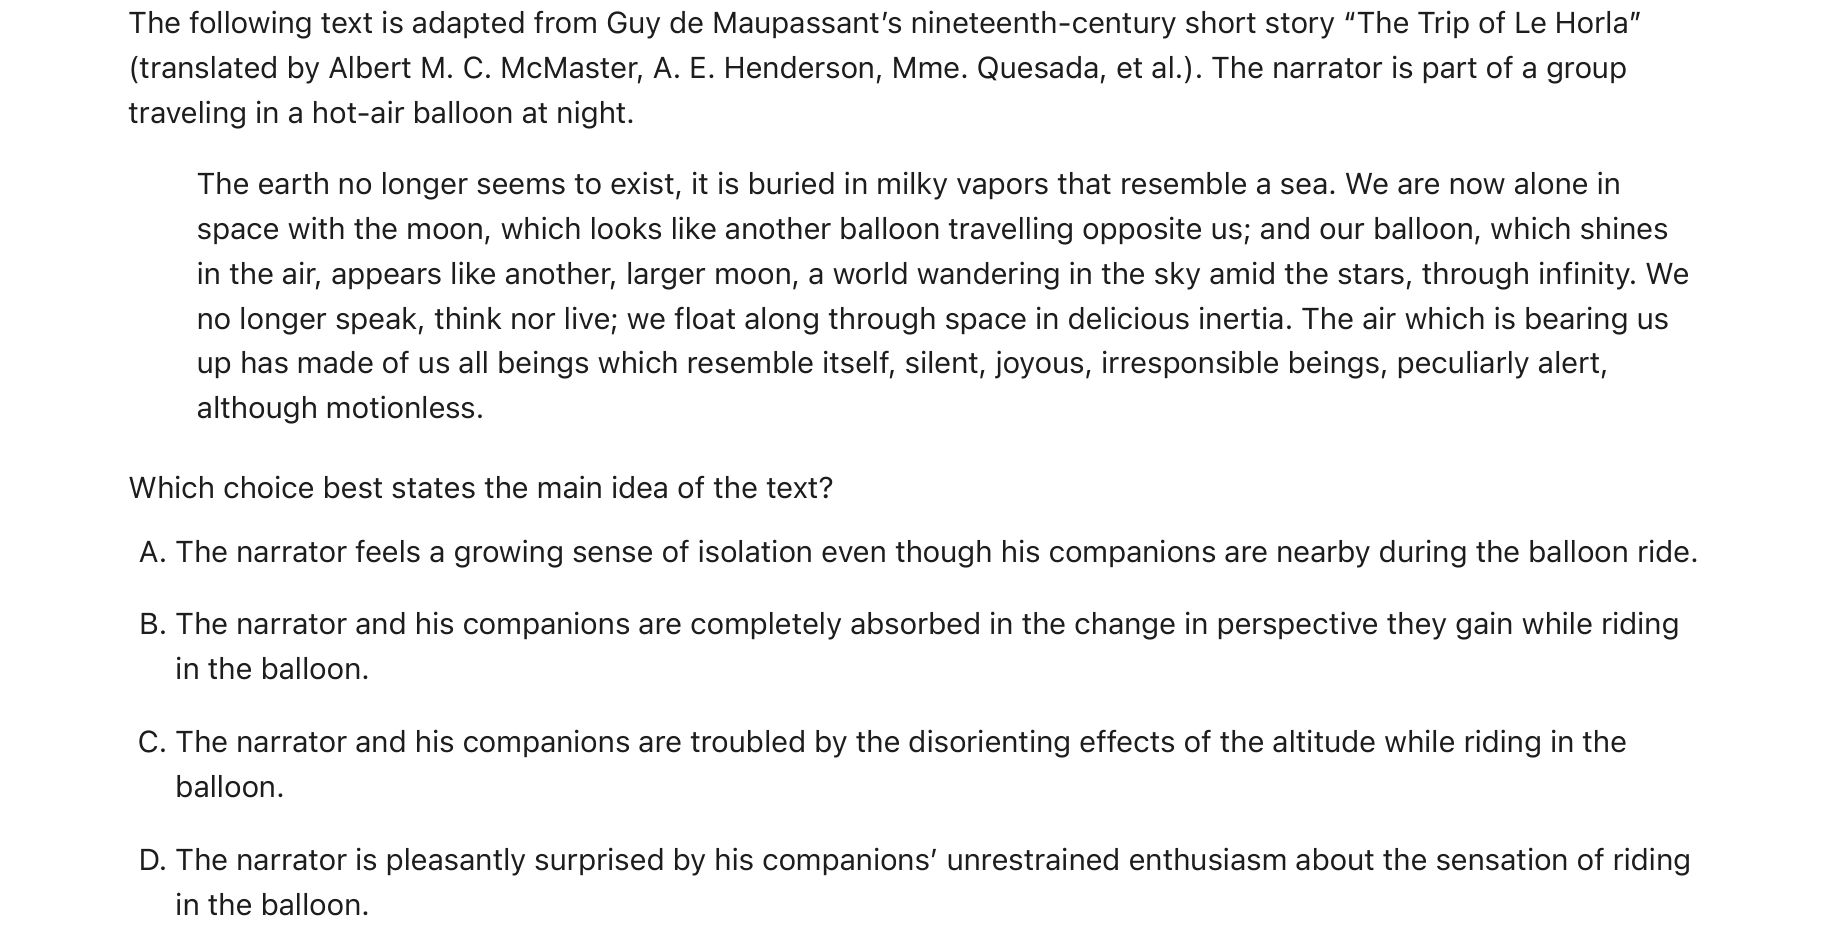 The following text is adapted from Guy de Maupassant’s nineteenth-century short story “The Trip of Le Horla”
(translated by Albert M. C. McMaster, A. E. Henderson, Mme. Quesada, et al.). The narrator is part of a group
traveling in a hot-air balloon at night.
The earth no longer seems to exist, it is buried in milky vapors that resemble a sea. We are now alone in
space with the moon, which looks like another balloon travelling opposite us; and our balloon, which shines
in the air, appears like another, larger moon, a world wandering in the sky amid the stars, through infinity. We
no longer speak, think nor live; we float along through space in delicious inertia. The air which is bearing us
up has made of us all beings which resemble itself, silent, joyous, irresponsible beings, peculiarly alert,
although motionless.
Which choice best states the main idea of the text?
A. The narrator feels a growing sense of isolation even though his companions are nearby during the balloon ride.
B. The narrator and his companions are completely absorbed in the change in perspective they gain while riding
in the balloon.
C. The narrator and his companions are troubled by the disorienting effects of the altitude while riding in the
balloon.
D. The narrator is pleasantly surprised by his companions’ unrestrained enthusiasm about the sensation of riding
in the balloon.